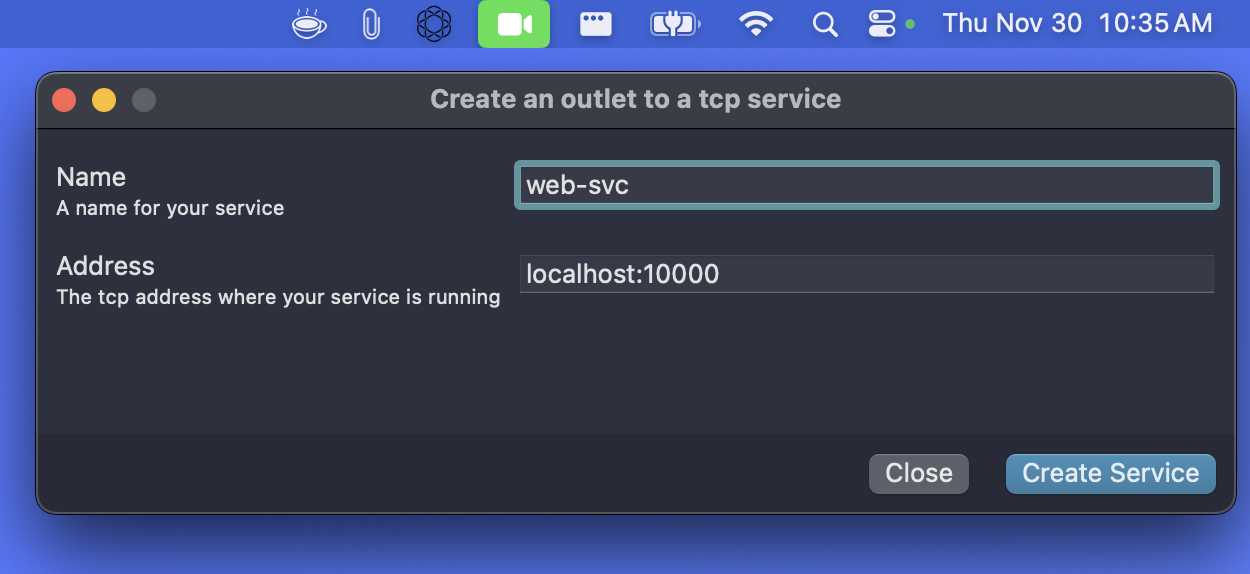 Thu Nov 30 10:35 AM
Create an outlet to a tcp service
Name
web-svc
A name for your service
Address
localhost:10000
The tcp address where your service is running
Close
Create Service